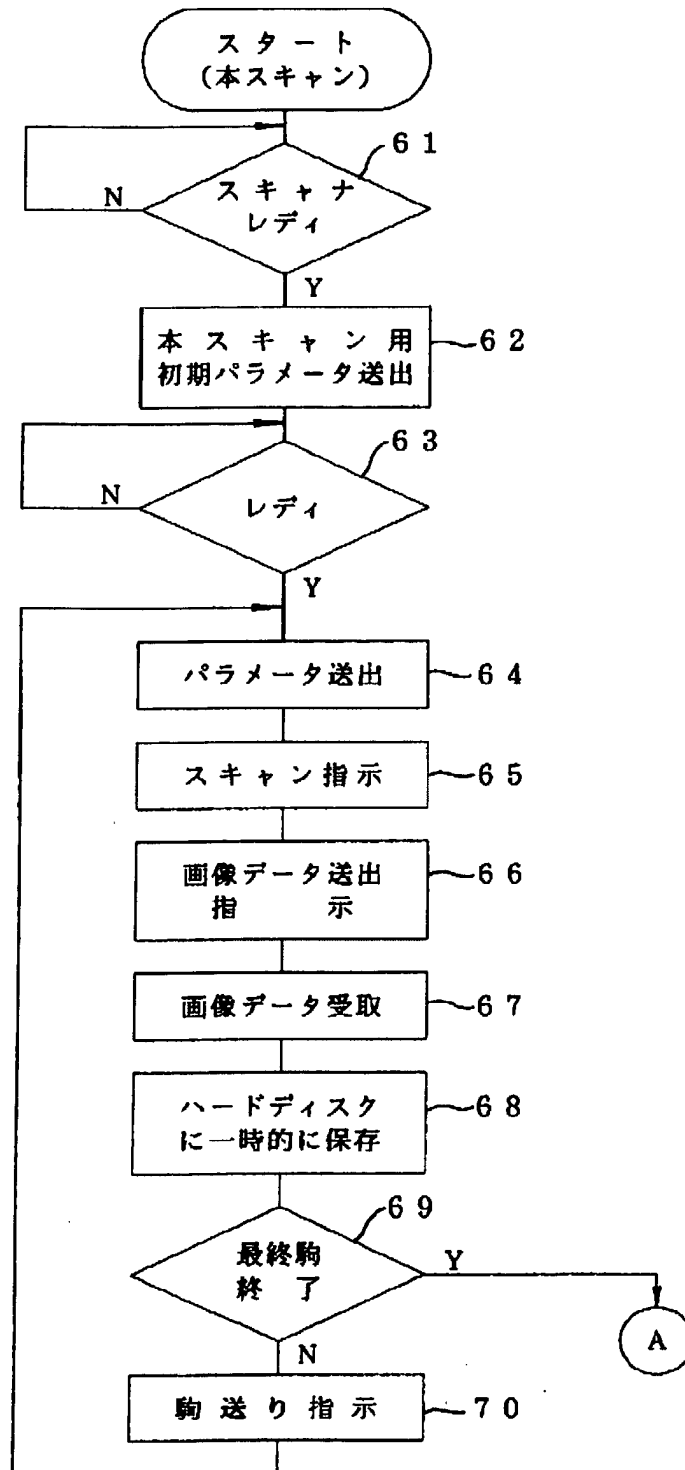 スタート
(本スキャン)
61
スキャナ
レディ
N
Y
本スキャン用
初期パラメータ送出
62
63
レディ
N
Y
パラメータ送出
64
スキャン指示
65
画像データ送出
指示
66
画像データ受取
67
ハードディスク
に一時的に保存
68
69
最終駒
終了
Y
A
N
駒送り指示
70